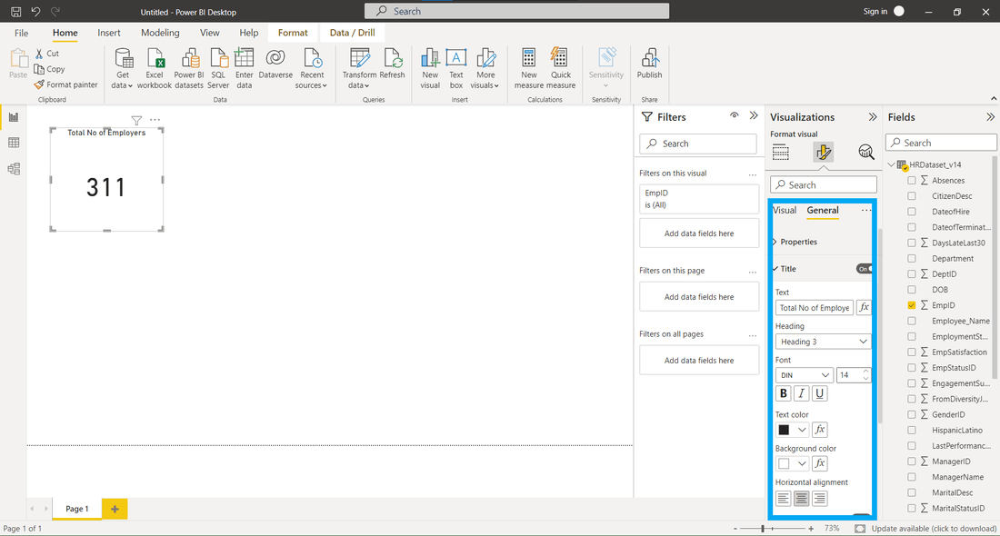 Untitled - Power BI Desktop
Search
Sign in
File
Home
Insert
Modeling
View
Help
Format
Data / Drill
Paste
Cut
Copy
Format painter
Clipboard
Get data
Excel workbook
Power BI datasets
SQL Server
Enter data
Dataverse
Recent sources
Data
Transform data
Refresh
Queries
New visual
Text box
More visuals
Insert
New measure
Quick measure
Calculations
Sensitivity
Sensitivity
Publish
Share
Total No of Employers
311
Filters
Search
Filters on this visual
...
EmpID
is (All)
Add data fields here
Filters on this page
...
Add data fields here
Filters on all pages
...
Add data fields here
Visualizations
Format visual
Search
Visual
General
...
Properties
Title
On
Text
Total No of Employe
fx
Heading
Heading 3
Font
DIN
14
B
I
U
Text color
fx
Background color
fx
Horizontal alignment
Fields
Search
HRDataset_v14
Absences
CitizenDesc
DateofHire
DateofTerminat...
DaysLateLast30
Department
DeptID
DOB
EmpID
Employee_Name
EmploymentSt...
EmpSatisfaction
EmpStatusID
EngagementSu...
FromDiversityJ...
GenderID
HispanicLatino
LastPerformanc...
ManagerID
ManagerName
MaritalDesc
MaritalStatusID
Page 1
+
Page 1 of 1
-
+
73%
Update available (click to download)